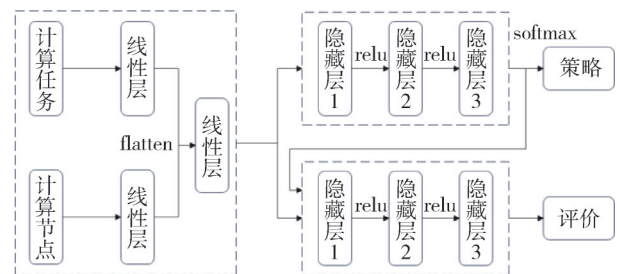 计算任务
线性层
flatten
线性层
计算节点
线性层
隐藏层1
relu
隐藏层2
relu
隐藏层3
softmax
策略
隐藏层1
relu
隐藏层2
relu
隐藏层3
评价